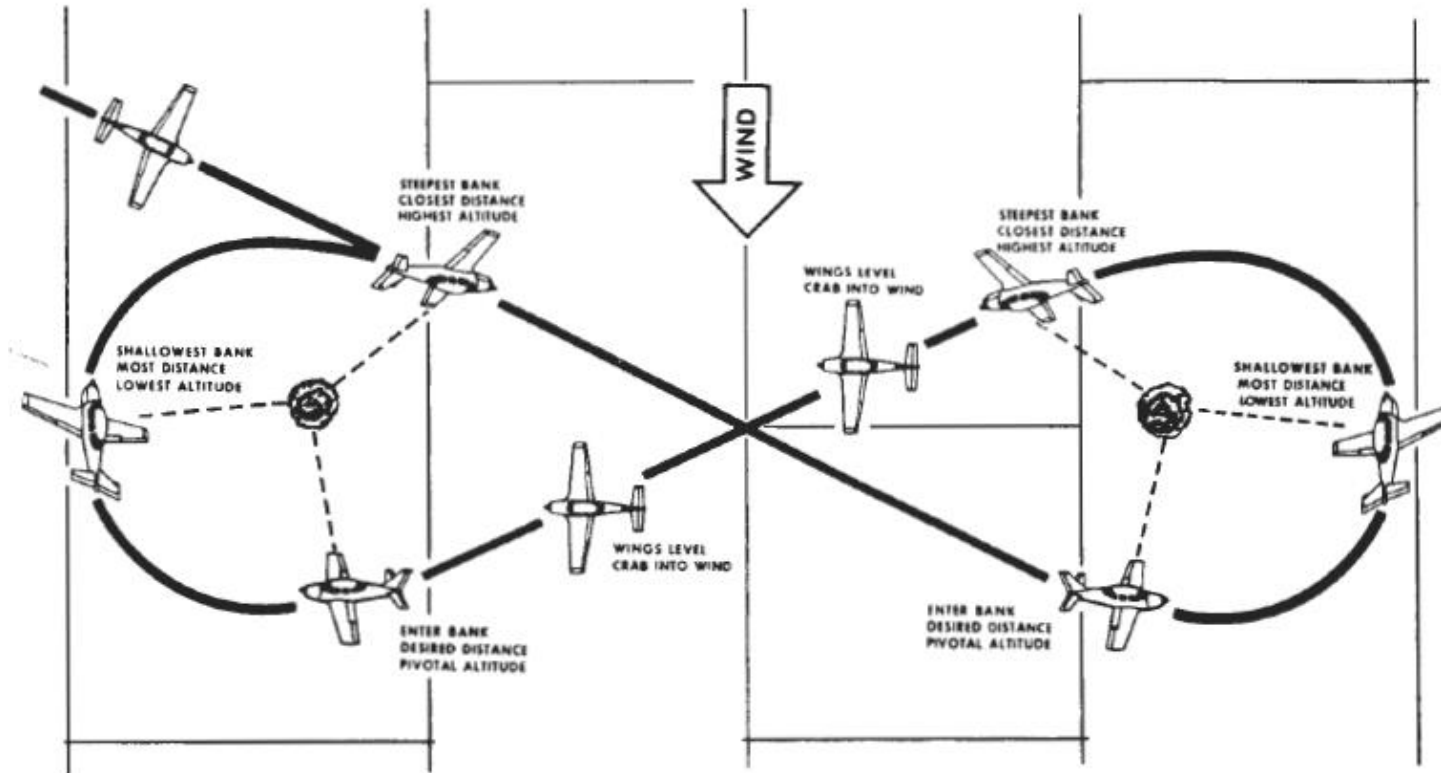 WIND
STEEPEST BANK
CLOSEST DISTANCE
HIGHEST ALTITUDE
STEEPEST BANK
CLOSEST DISTANCE
HIGHEST ALTITUDE
WINGS LEVEL
CRAB INTO WIND
SHALLOWEST BANK
MOST DISTANCE
LOWEST ALTITUDE
SHALLOWEST BANK
MOST DISTANCE
LOWEST ALTITUDE
WINGS LEVEL
CRAB INTO WIND
ENTER BANK
DESIRED DISTANCE
PIVOTAL ALTITUDE
ENTER BANK
DESIRED DISTANCE
PIVOTAL ALTITUDE